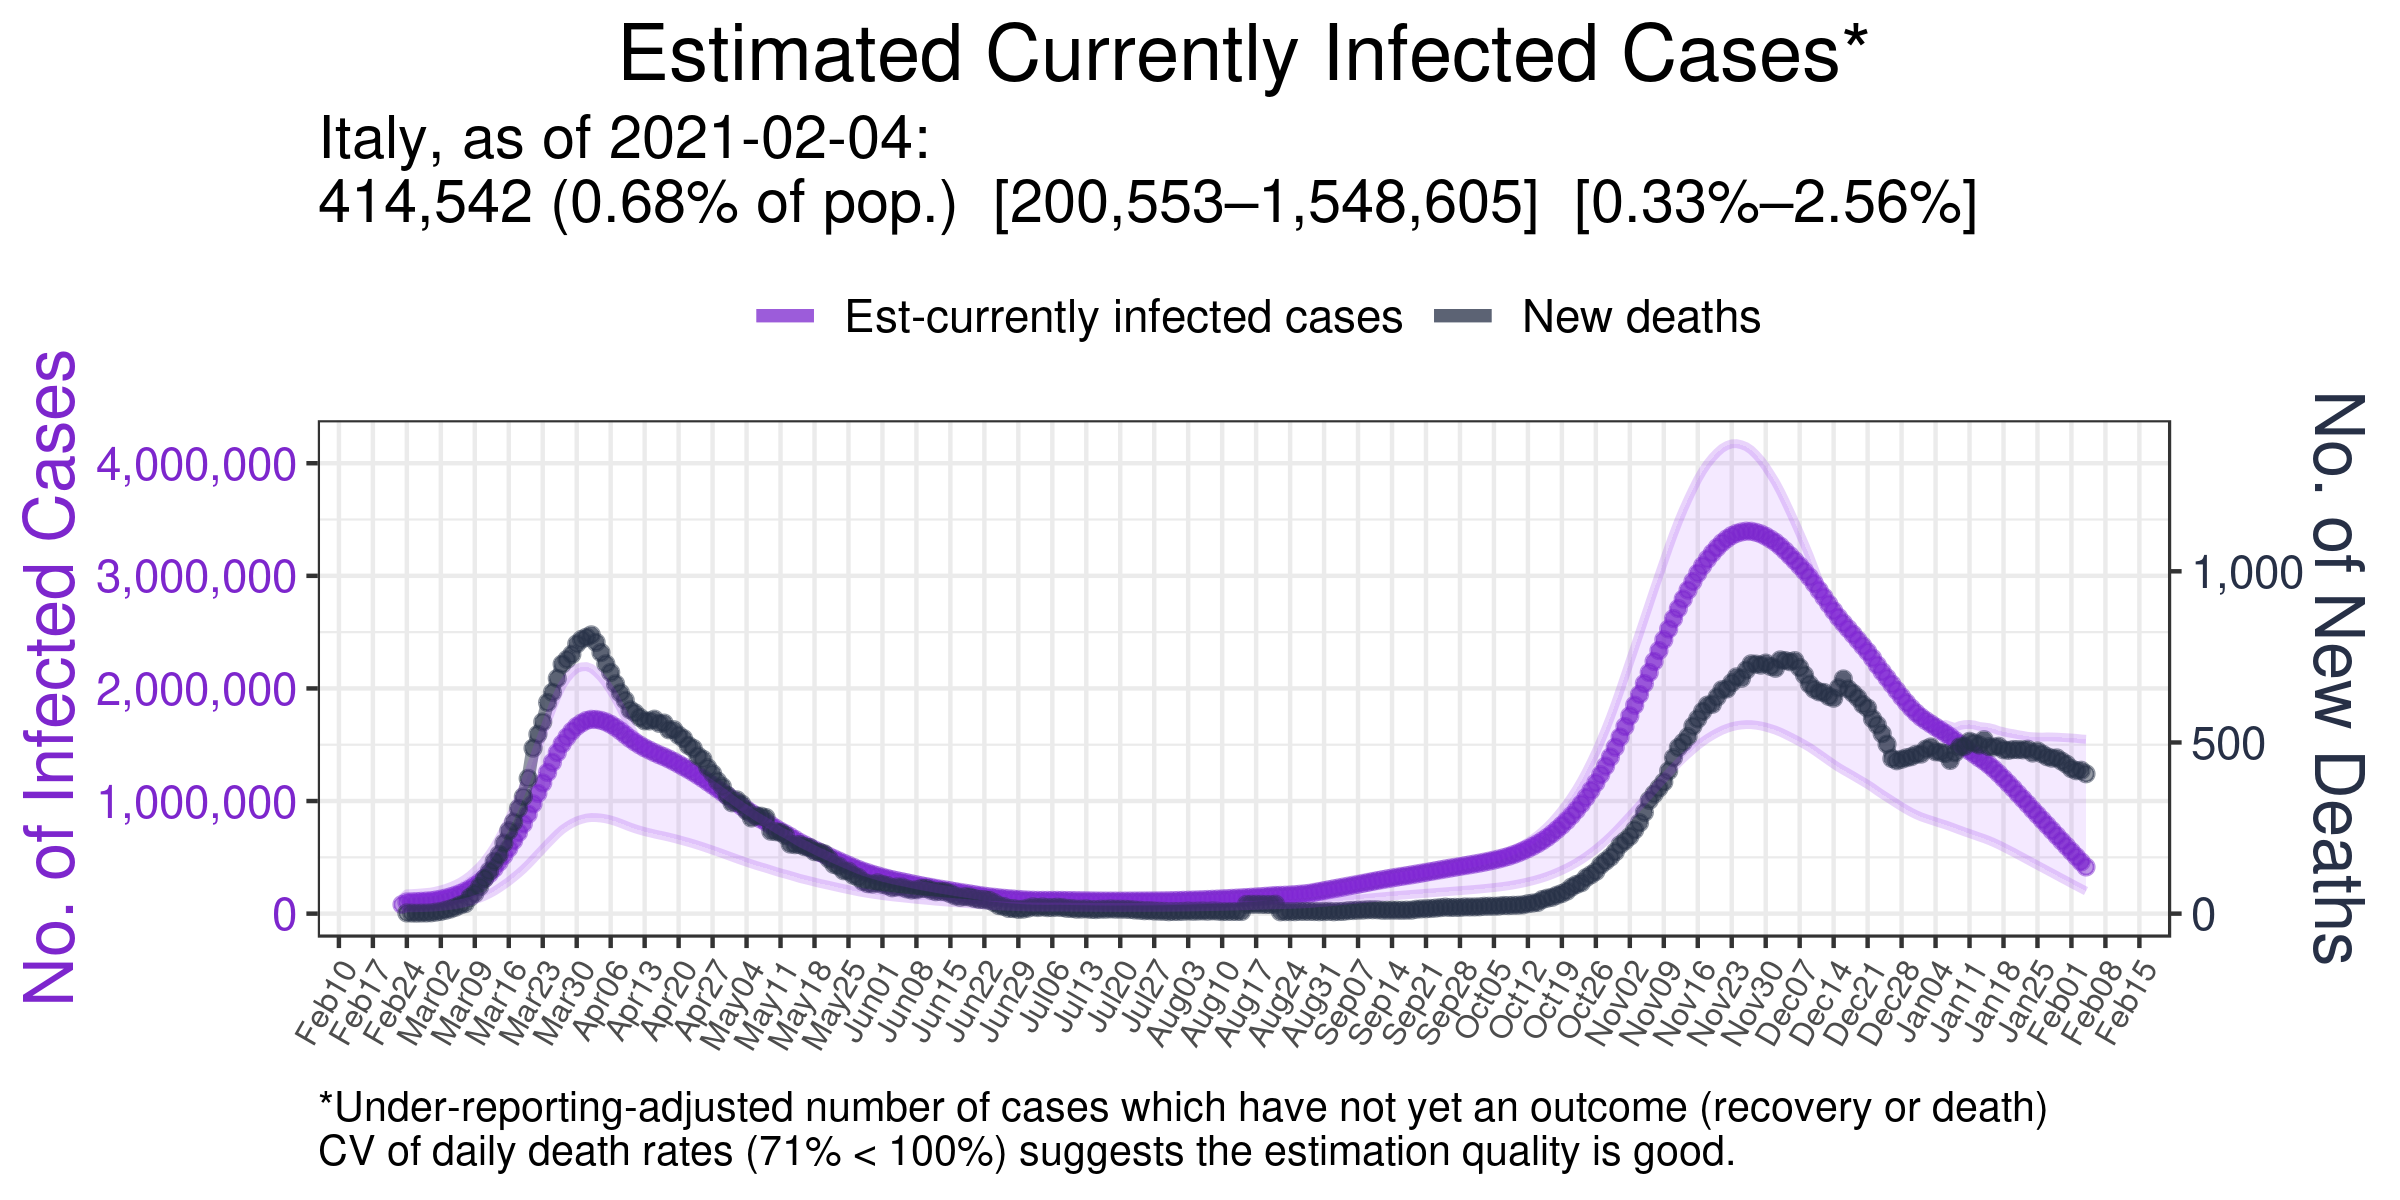 Estimated Currently Infected Cases*
Italy, as of 2021-02-04:
414,542 (0.68% of pop.) [200,553–1,548,605] [0.33%–2.56%]
Est-currently infected cases New deaths
No. of Infected Cases
4,000,000
3,000,000
2,000,000
1,000,000
0
1,000
500
0
No. of New Deaths
Feb10 Feb17 Feb24 Mar02 Mar09 Mar16 Mar23 Mar30 Apr06 Apr13 Apr20 Apr27 May04 May11 May18 May25 Jun01 Jun08 Jun15 Jun22 Jun29 Jul06 Jul13 Jul20 Jul27 Aug03 Aug10 Aug17 Aug24 Aug31 Sep07 Sep14 Sep21 Sep28 Oct05 Oct12 Oct19 Oct26 Nov02 Nov09 Nov16 Nov23 Nov30 Dec07 Dec14 Dec21 Dec28 Jan04 Jan11 Jan18 Jan25 Feb01 Feb08 Feb15
*Under-reporting-adjusted number of cases which have not yet an outcome (recovery or death)
CV of daily death rates (71% < 100%) suggests the estimation quality is good.